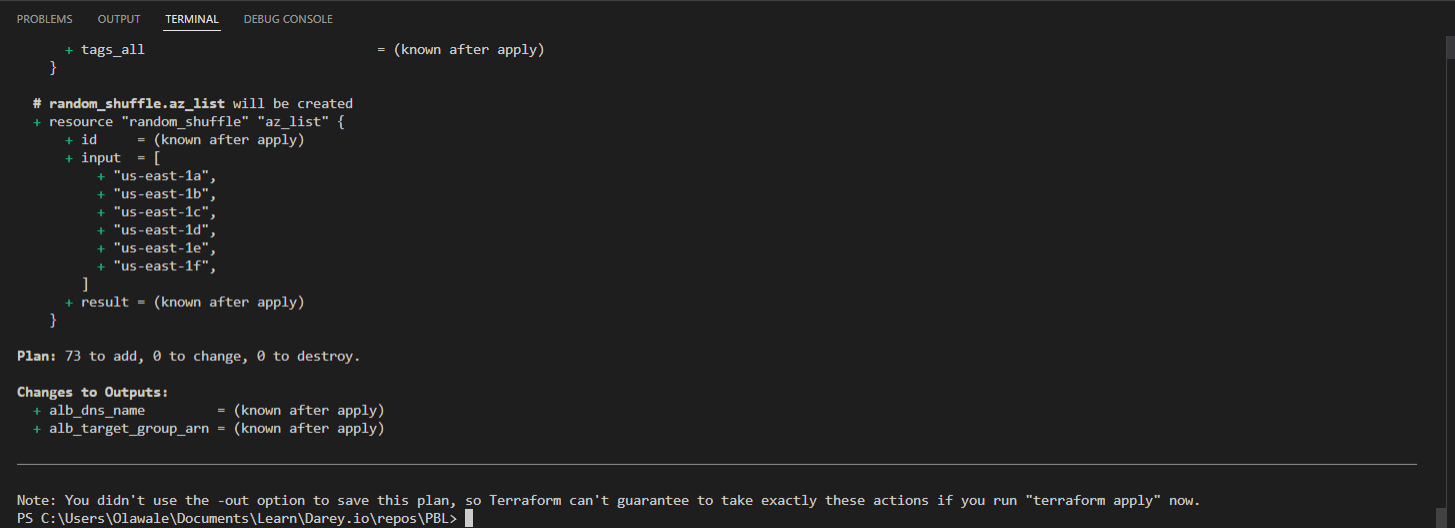 PROBLEMS OUTPUT TERMINAL DEBUG CONSOLE
      + tags_all                             = (known after apply)
    }
  # random_shuffle.az_list will be created
  + resource "random_shuffle" "az_list" {
      + id     = (known after apply)
      + input  = [
          + "us-east-1a",
          + "us-east-1b",
          + "us-east-1c",
          + "us-east-1d",
          + "us-east-1e",
          + "us-east-1f",
        ]
      + result = (known after apply)
    }
Plan: 73 to add, 0 to change, 0 to destroy.
Changes to Outputs:
  + alb_dns_name         = (known after apply)
  + alb_target_group_arn = (known after apply)
Note: You didn't use the -out option to save this plan, so Terraform can't guarantee to take exactly these actions if you run "terraform apply" now.
PS C:\Users\Olawale\Documents\Learn\Darey.io\repos\PBL>